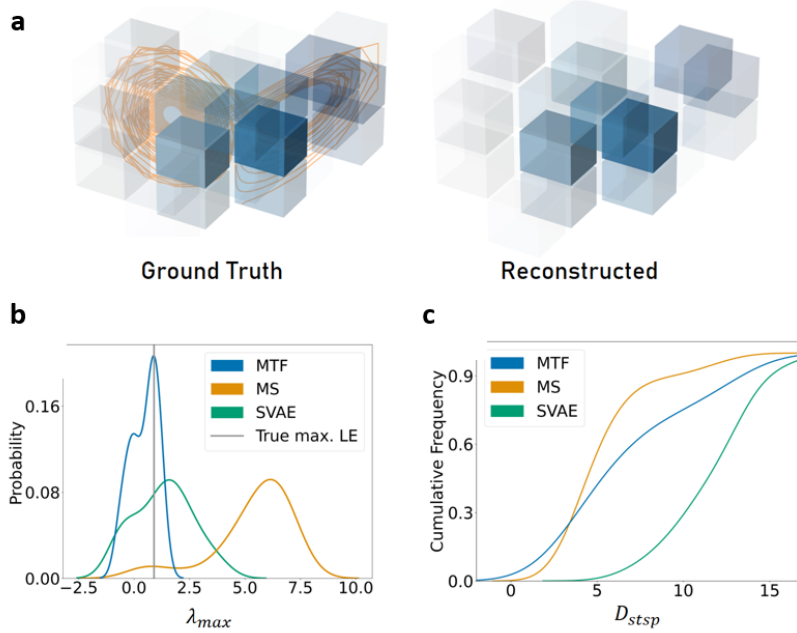 a
Ground Truth
Reconstructed
b
MTF
MS
SVAE
True max. LE
Probability
0.16
0.08
0.00
−2.5 0.0 2.5 5.0 7.5 10.0
λmax
c
MTF
MS
SVAE
Cumulative Frequency
0.9
0.6
0.3
0.0
0 5 10 15
Dstsp